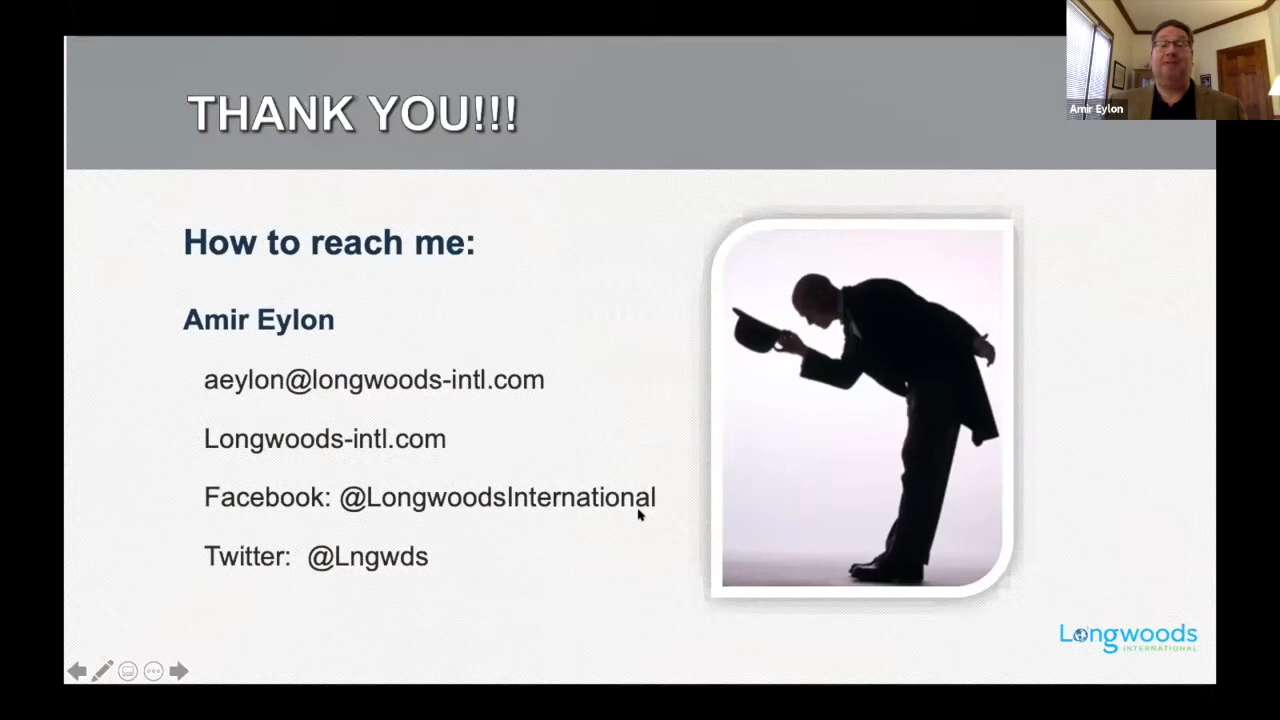 THANK YOU!!!
Amir Eylon
How to reach me:
Amir Eylon
aeylon@longwoods-intl.com
Longwoods-intl.com
Facebook: @LongwoodsInternational
Twitter: @Lngwds
Longwoods
INTERNATIONAL